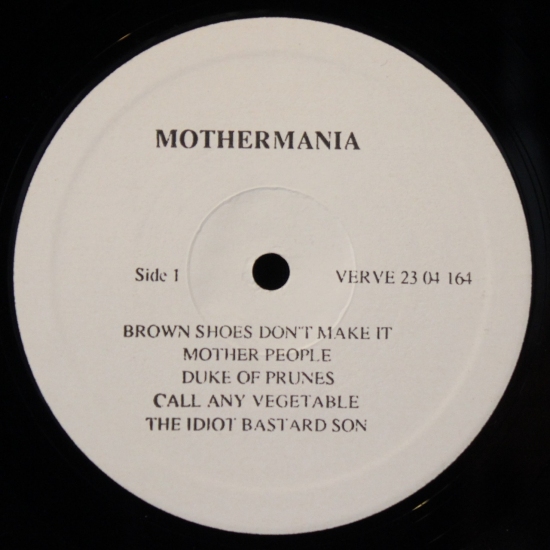 MOTHERMANIA
Side 1 VERVE 23 04 164
BROWN SHOES DON'T MAKE IT
MOTHER PEOPLE
DUKE OF PRUNES
CALL ANY VEGETABLE
THE IDIOT BASTARD SON